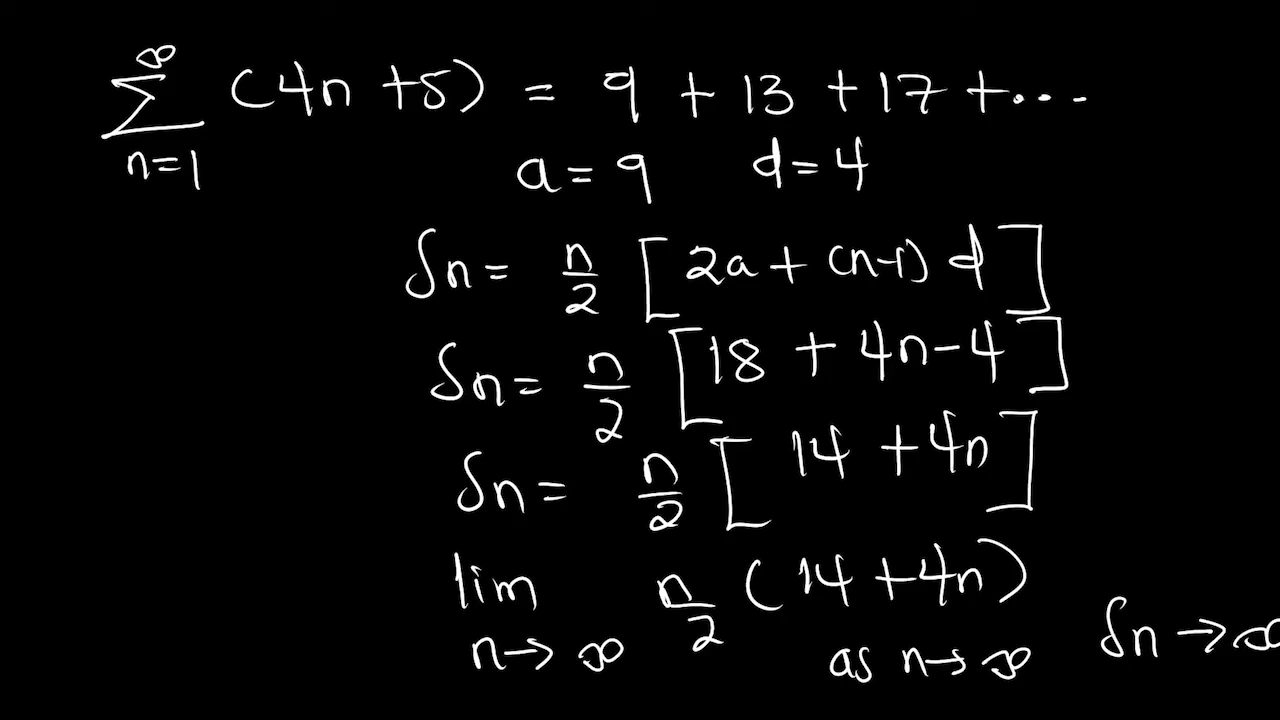 ∞
∑ (4n +5) = 9 + 13 + 17 + ...
n=1
a = 9 d = 4
Sn = n/2 [2a + (n-1) d]
Sn = n/2 [18 + 4n - 4]
Sn = n/2 [14 + 4n]
lim n/2 (14 + 4n)
n → ∞ as n → ∞ Sn → ∞